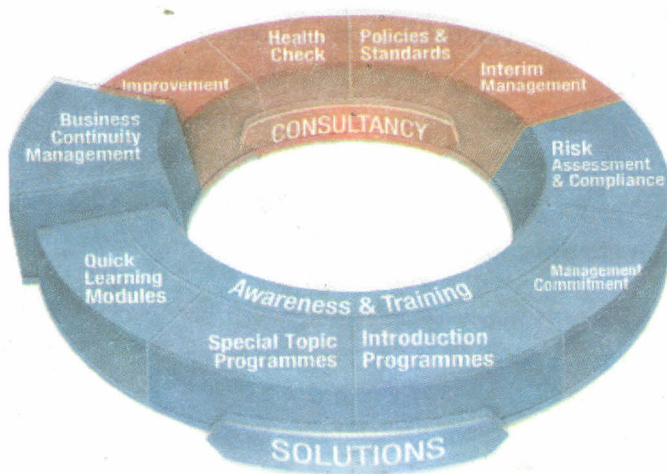 Health
Check
Policies &
Standards
Improvement
Interim
Management
CONSULTANCY
Business
Continuity
Management
Risk
Assessment
& Compliance
Quick
Learning
Modules
Awareness & Training
Management
Commitment
Special Topic
Programmes
Introduction
Programmes
SOLUTIONS